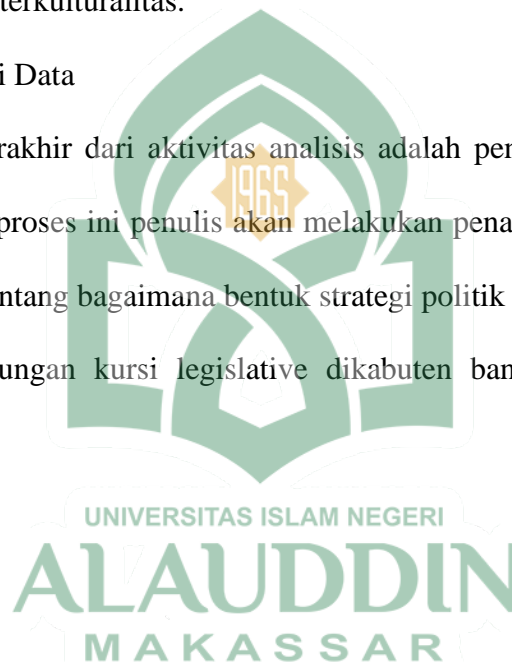 terkulturalitas.
i Data
rakhir dari aktivitas analisis adalah per
proses ini penulis akan melakukan pena
ntang bagaimana bentuk strategi politik
ungan kursi legislative dikabuten ban
1965
UNIVERSITAS ISLAM NEGERI
ALAUDDIN
MAKASSAR